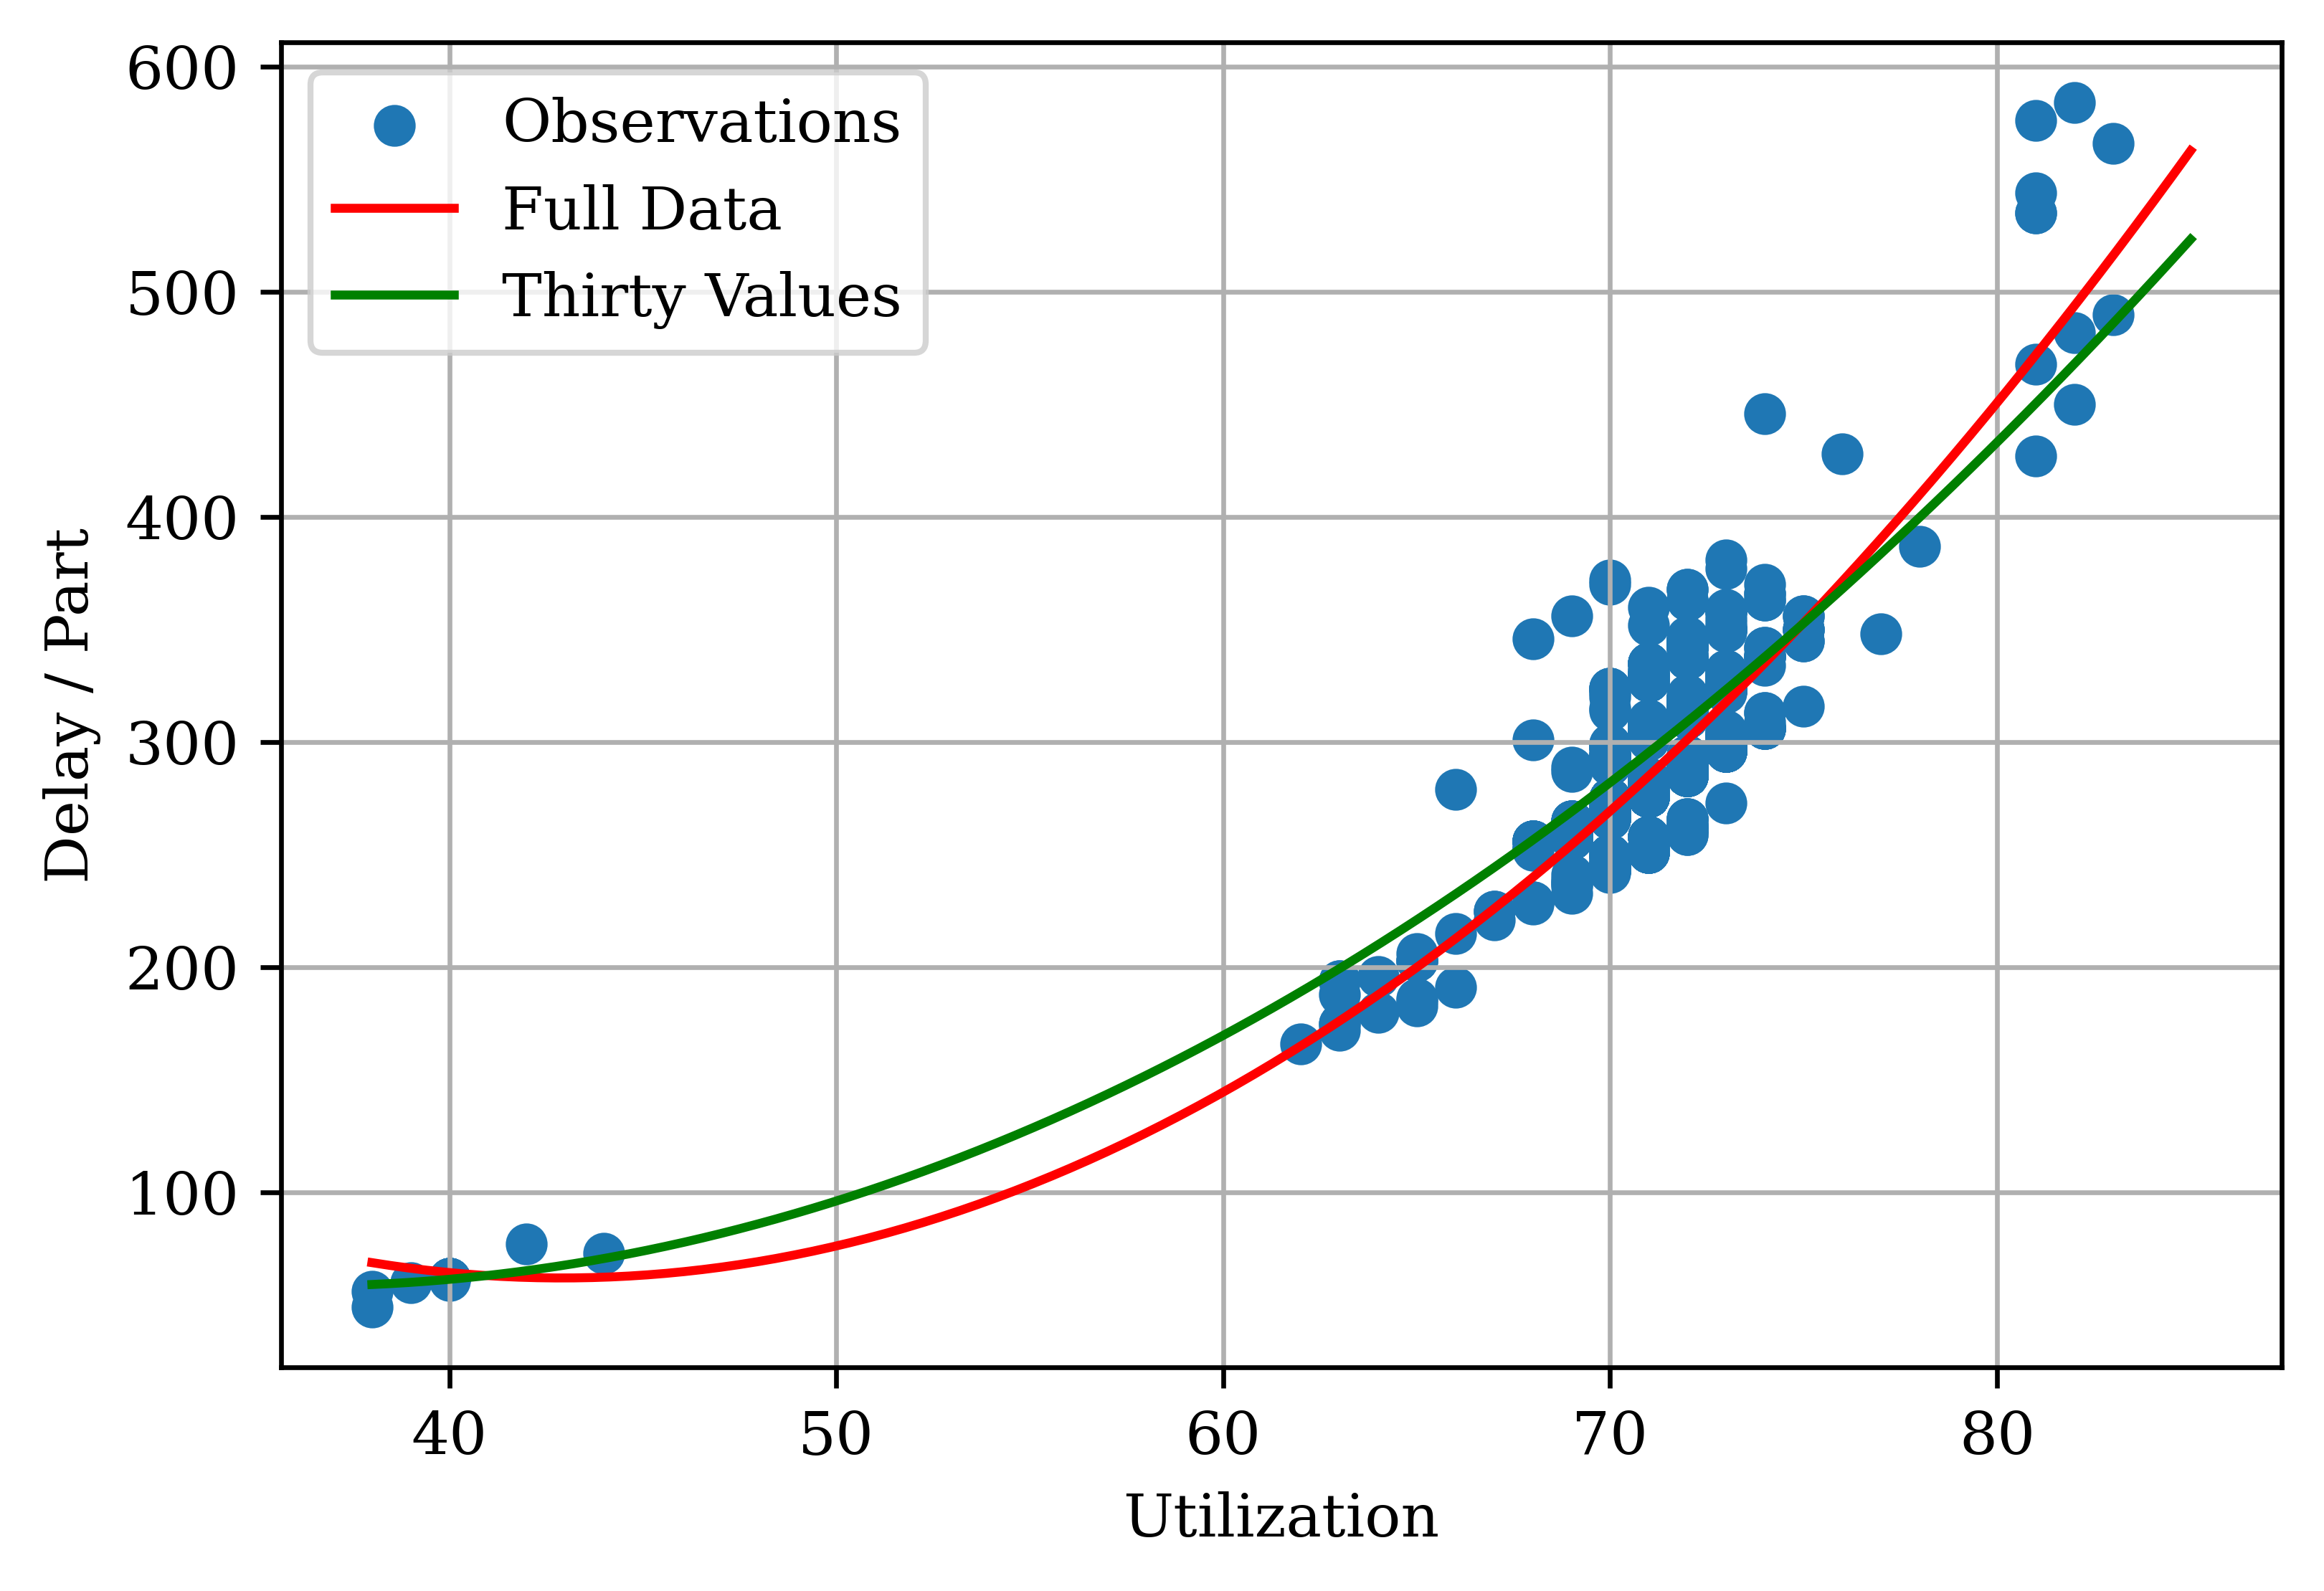 600
500
400
300
200
100
Delay / Part
Observations
Full Data
Thirty Values
40 50 60 70 80
Utilization